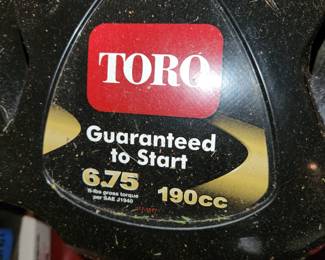 TORO
Guaranteed
to Start
6.75
ft-lbs gross torque
per SAE J1940
190cc